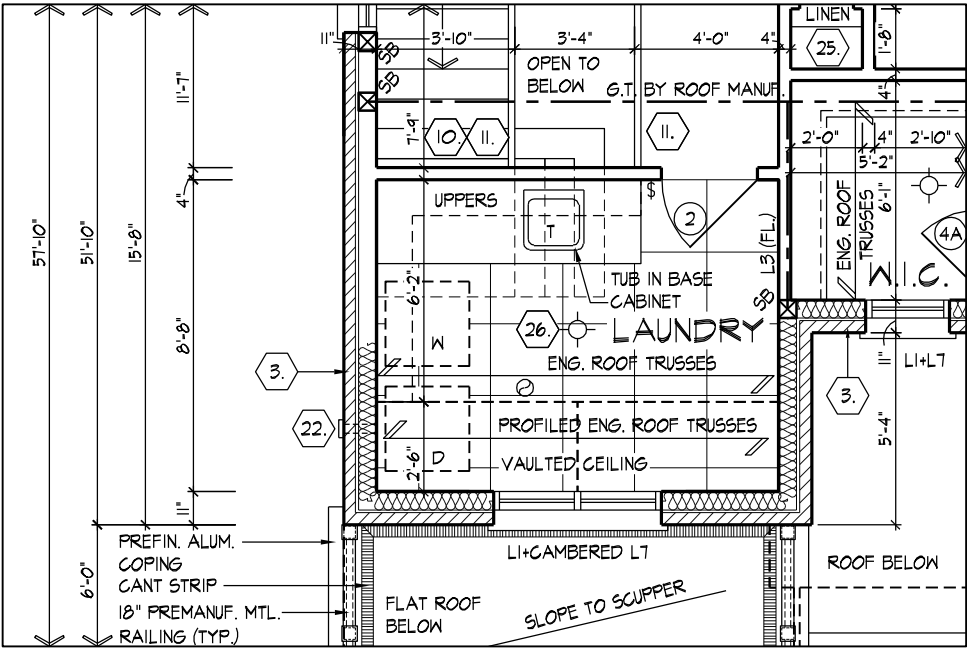 LINEN
25.
11"
3'-10"
3'-4"
4'-0"
4"
1'-8"
SB
SB
OPEN TO
BELOW
G.T. BY ROOF MANUF.
11'-7"
7'-9"
10.
11.
11.
4"
2'-0"
4"
2'-10"
5'-2"
4"
UPPERS
$
2
T
ENG. ROOF
TRUSSES
6'-1"
4A
57'-10"
51'-10"
15'-8"
L3 (FL.)
W.I.C.
6'-2"
TUB IN BASE
CABINET
SB
8'-8"
W
26.
LAUNDRY
ENG. ROOF TRUSSES
11"
L1+L7
3.
3.
22.
PROFILED ENG. ROOF TRUSSES
5'-4"
2'-6"
D
VAULTED CEILING
11"
PREFIN. ALUM.
COPING
CANT STRIP
18" PREMANUF. MTL.
RAILING (TYP.)
6'-0"
L1+CAMBERED L7
ROOF BELOW
FLAT ROOF
BELOW
SLOPE TO SCUPPER